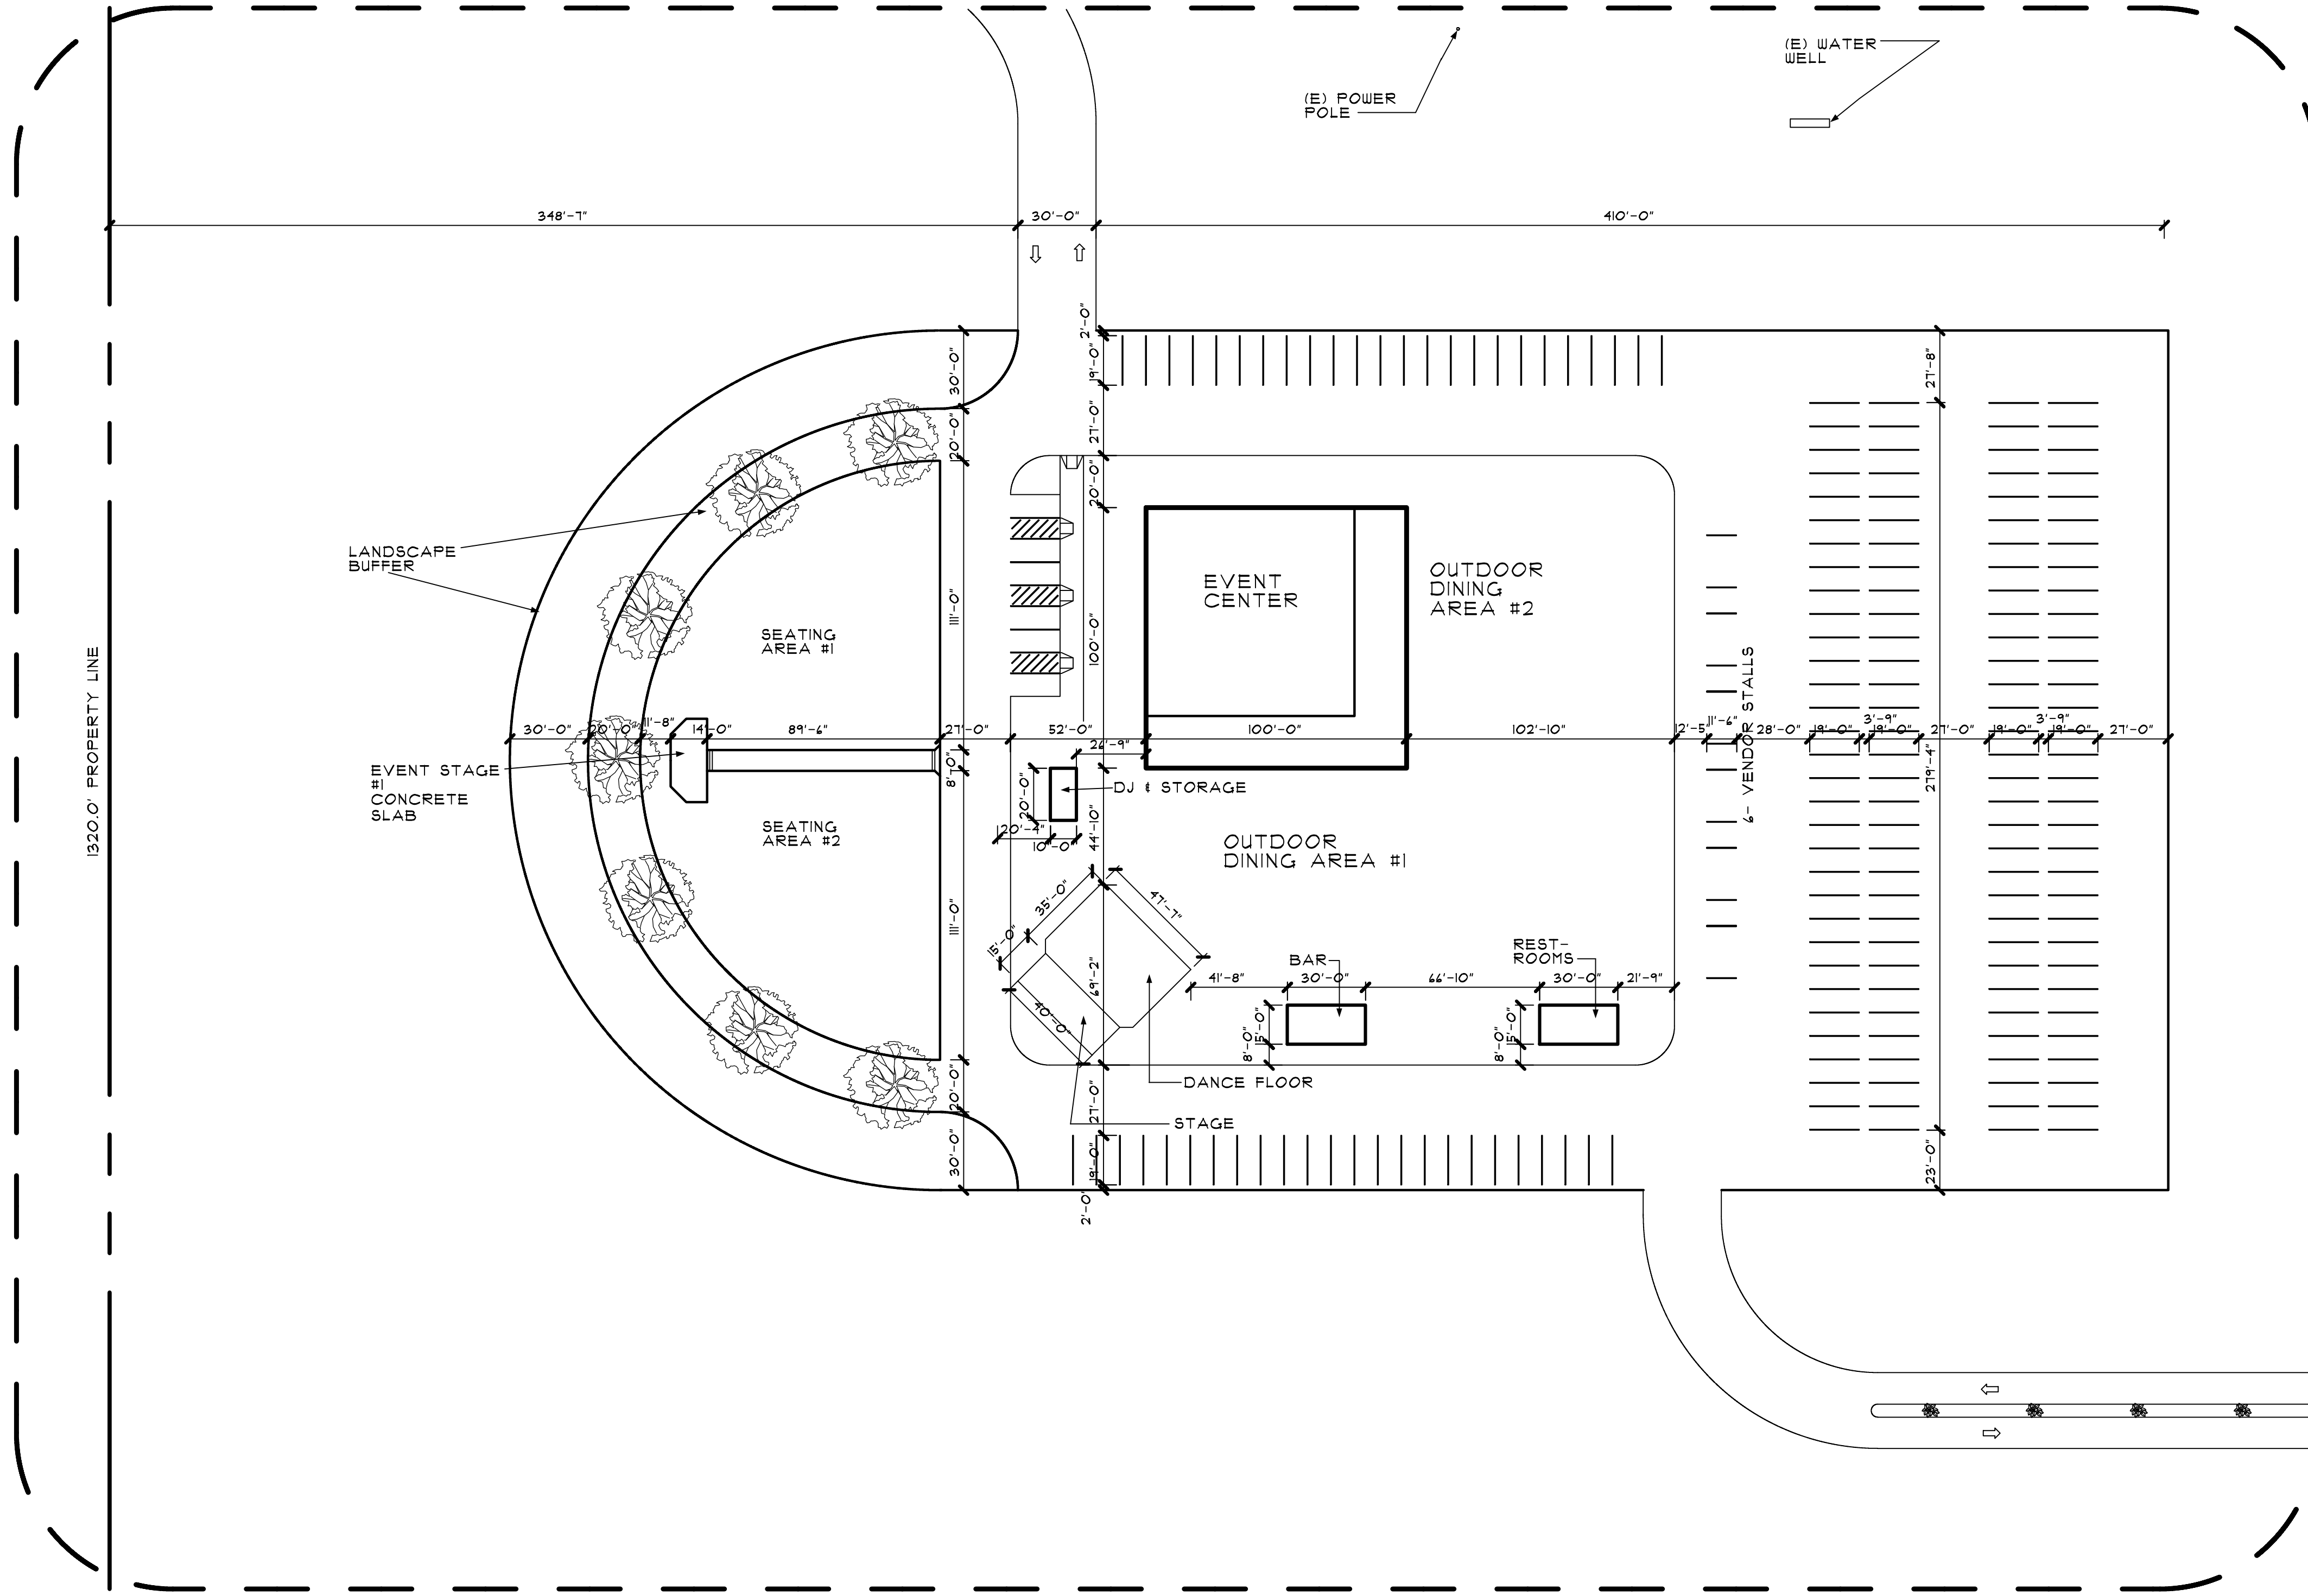 (E) WATER
WELL
(E) POWER
POLE
348'-7"
30'-0"
410'-0"
2'-0"
19'-0"
27'-0"
20'-0"
100'-0"
44'-10"
69'-2"
27'-0"
19'-0"
2'-0"
30'-0"
20'-0"
111'-0"
8'-0"
111'-0"
20'-0"
30'-0"
27'-8"
279'-4"
23'-0"
LANDSCAPE
BUFFER
EVENT
CENTER
OUTDOOR
DINING
AREA #2
SEATING
AREA #1
1320.0' PROPERTY LINE
6- VENDOR STALLS
30'-0"
20'-0"
11'-8"
14'-0"
89'-6"
27'-0"
52'-0"
100'-0"
102'-10"
12'-5"
11'-6"
28'-0"
19'-0"
3'-9"
19'-0"
27'-0"
19'-0"
3'-9"
19'-0"
27'-0"
26'-9"
EVENT STAGE
#1
CONCRETE
SLAB
DJ & STORAGE
20'-0"
20'-4"
10'-0"
SEATING
AREA #2
OUTDOOR
DINING AREA #1
35'-0"
15'-0"
47'-7"
40'-0"
BAR
REST-
ROOMS
41'-8"
30'-0"
66'-10"
30'-0"
21'-9"
15'-0"
8'-0"
15'-0"
8'-0"
DANCE FLOOR
STAGE